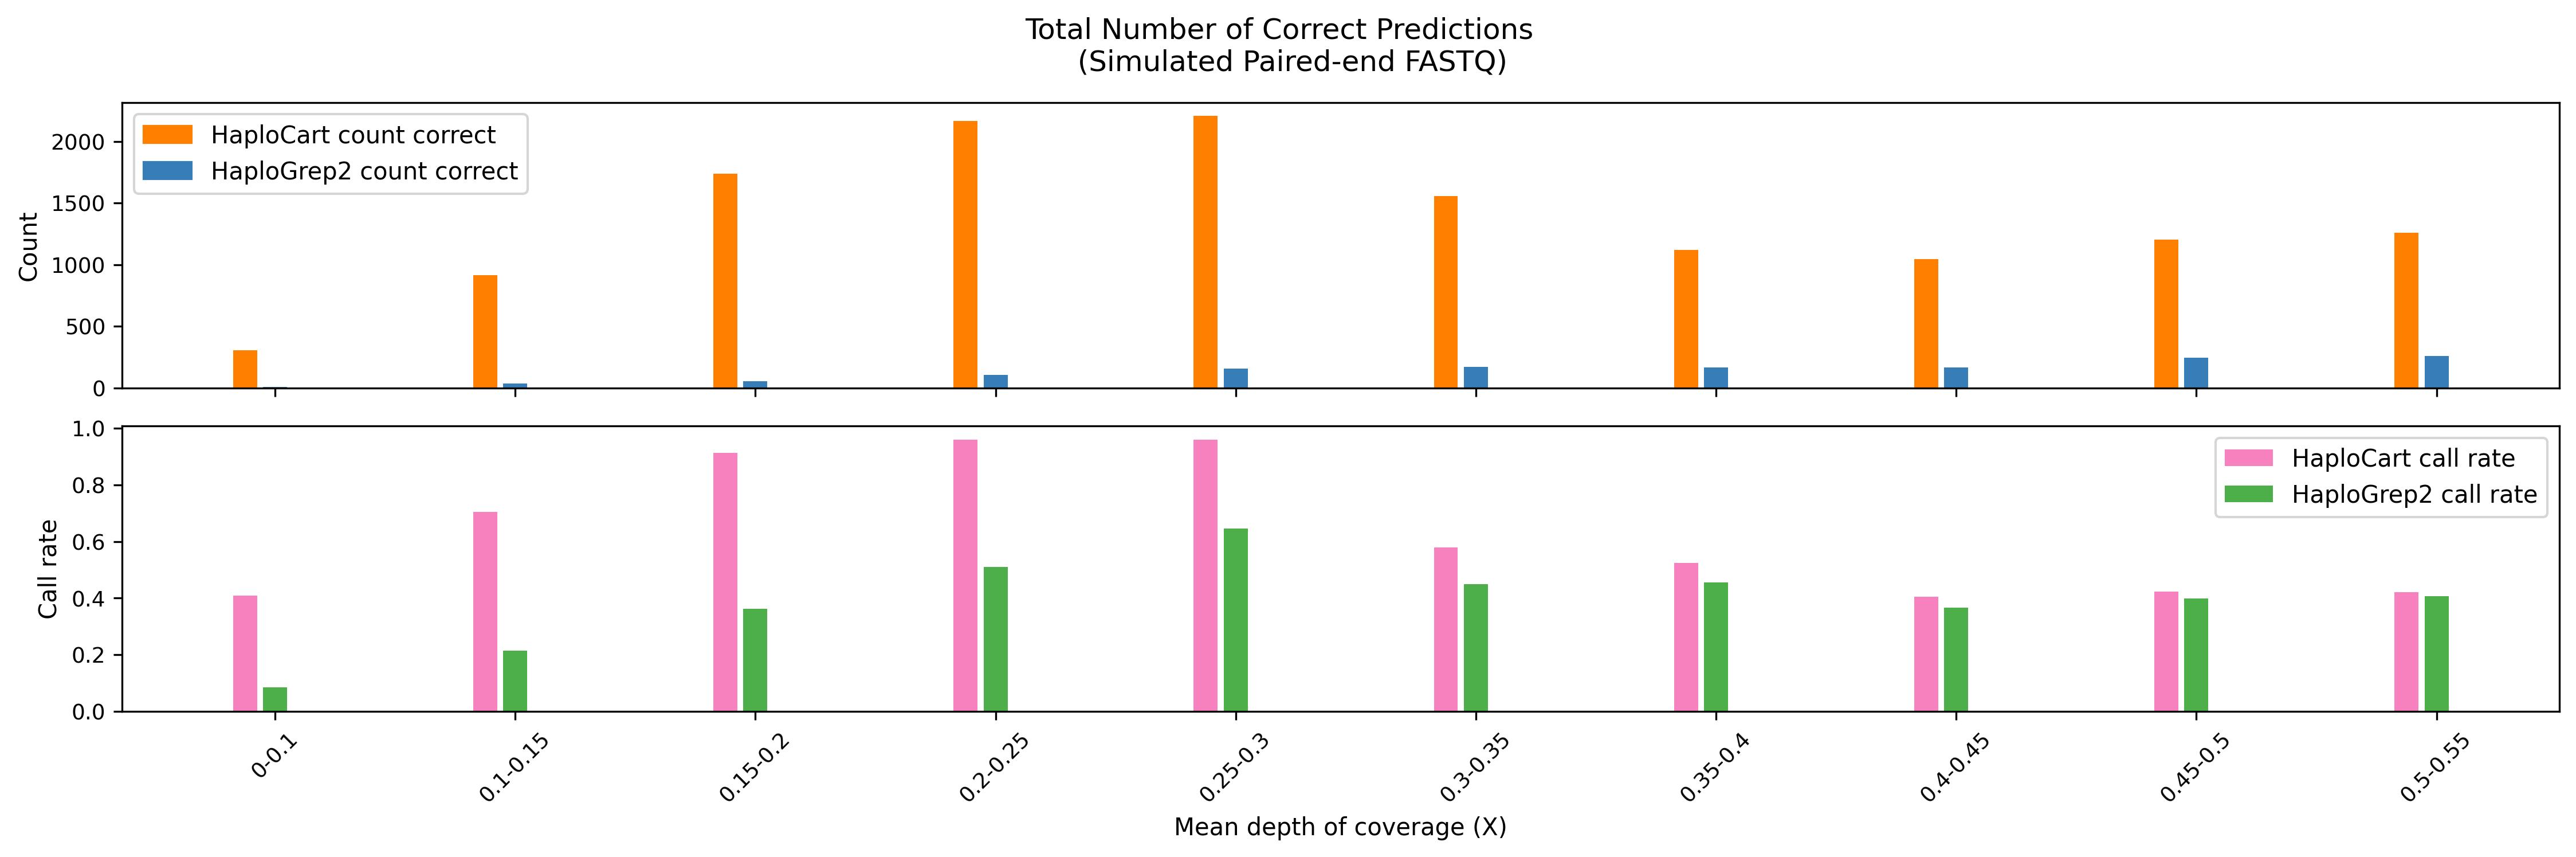 Total Number of Correct Predictions
(Simulated Paired-end FASTQ)
HaploCart count correct
HaploGrep2 count correct
Count
2000
1500
1000
500
0
HaploCart call rate
HaploGrep2 call rate
Call rate
1.0
0.8
0.6
0.4
0.2
0.0
0-0.1
0.1-0.15
0.15-0.2
0.2-0.25
0.25-0.3
0.3-0.35
0.35-0.4
0.4-0.45
0.45-0.5
0.5-0.55
Mean depth of coverage (X)